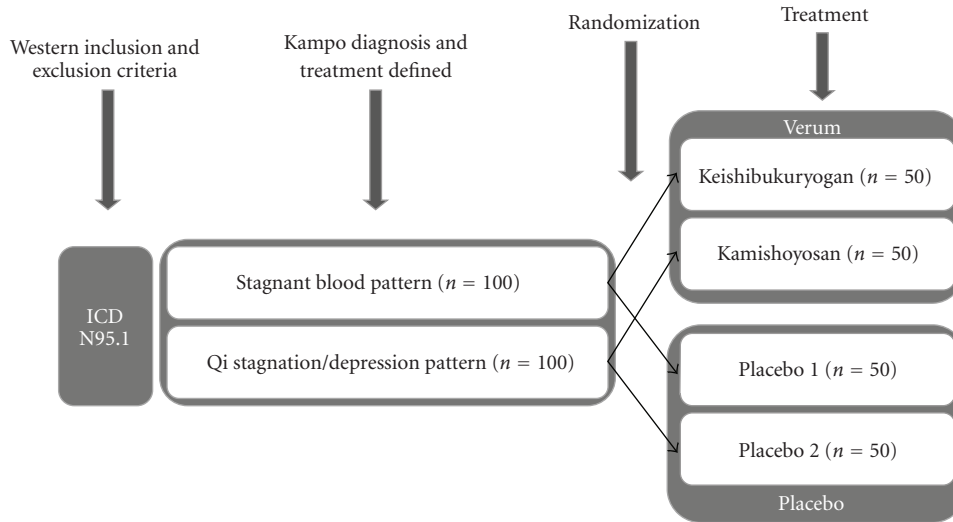 Western inclusion and
exclusion criteria
Kampo diagnosis and
treatment defined
Randomization
Treatment
ICD
N95.1
Stagnant blood pattern (n = 100)
Qi stagnation/depression pattern (n = 100)
Verum
Keishibukuryogan (n = 50)
Kamishoyosan (n = 50)
Placebo 1 (n = 50)
Placebo 2 (n = 50)
Placebo